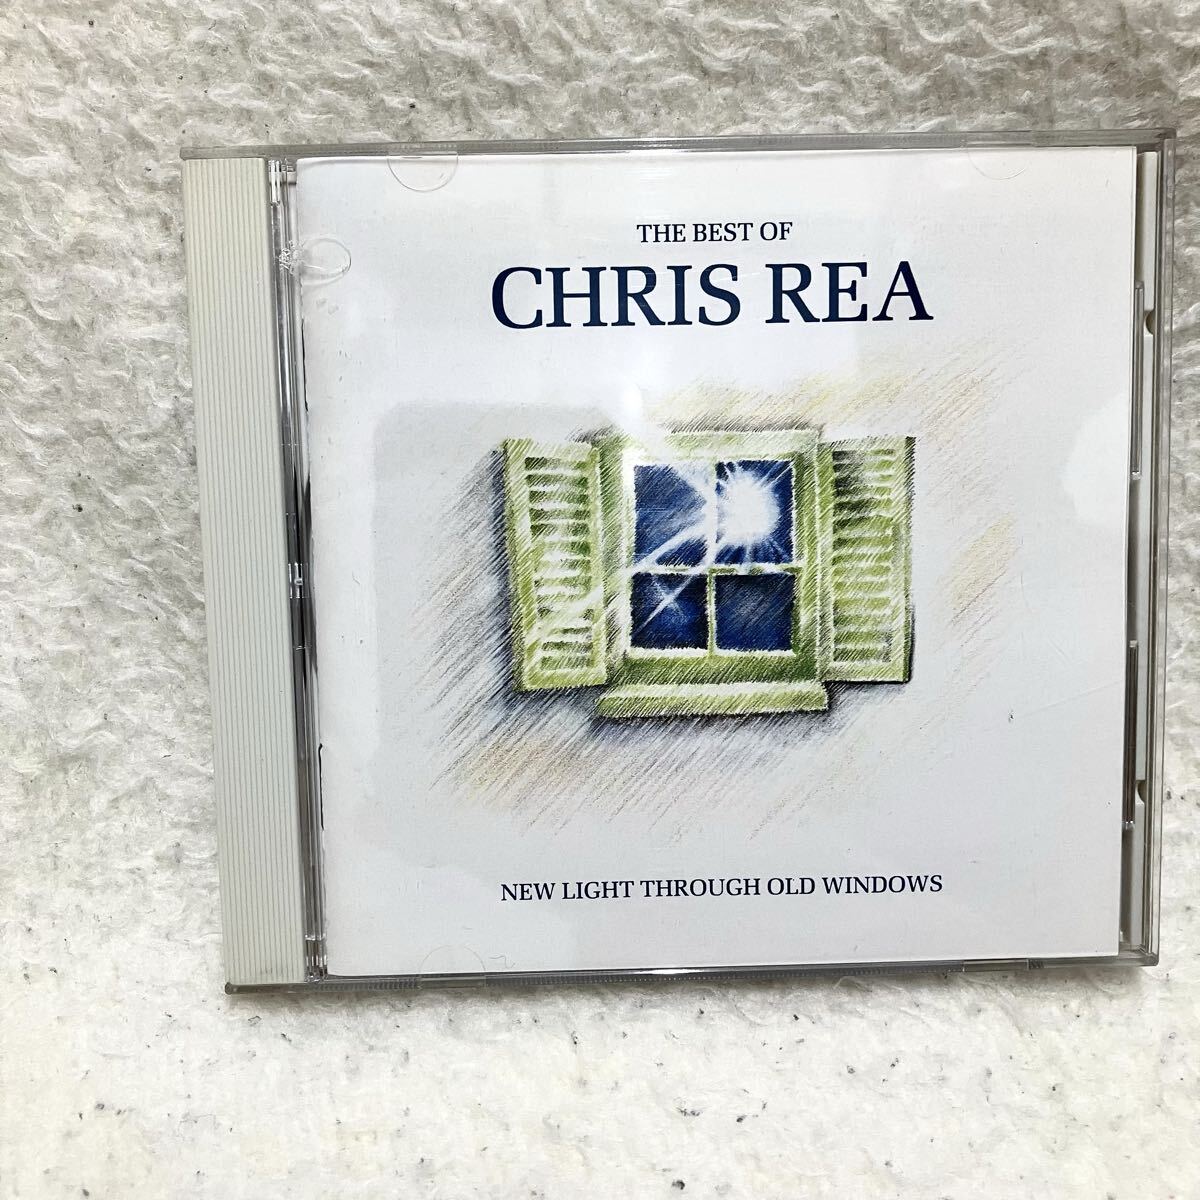 THE BEST OF
CHRIS REA
NEW LIGHT THROUGH OLD WINDOWS